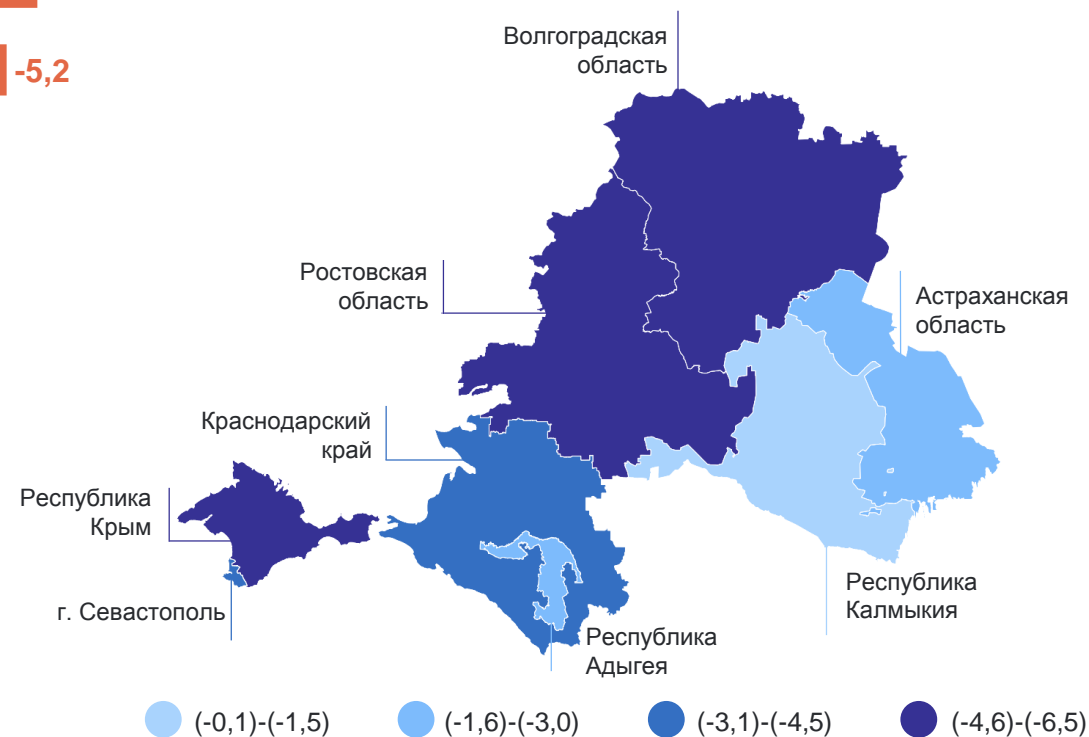 -5,2
Волгоградская
область
Ростовская
область
Астраханская
область
Краснодарский
край
Республика
Крым
г. Севастополь
Республика
Калмыкия
Республика
Адыгея
(-0,1)-(-1,5)
(-1,6)-(-3,0)
(-3,1)-(-4,5)
(-4,6)-(-6,5)